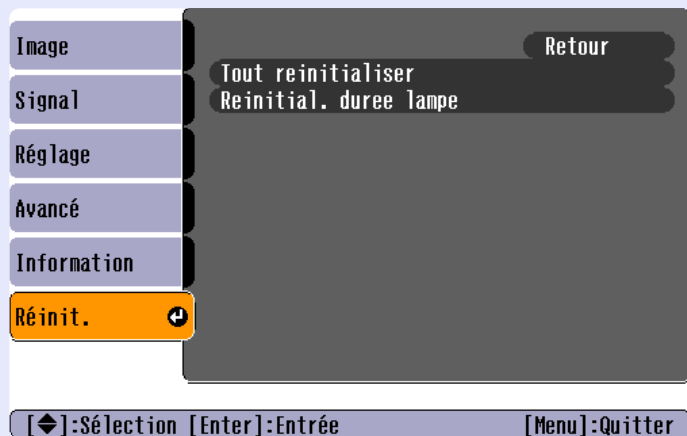 Image
Signal
Réglage
Avancé
Information
Réinit.
Retour
Tout reinitialiser
Reinitial. duree lampe
[◆]:Sélection [Enter]:Entrée [Menu]:Quitter